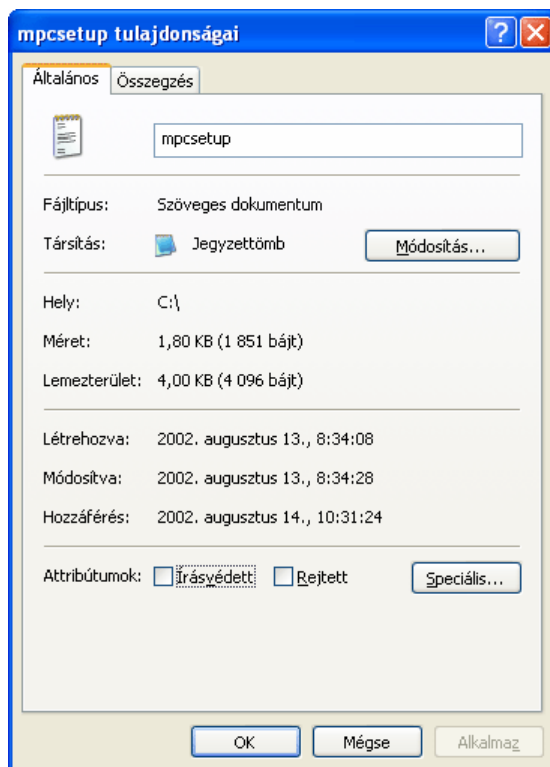 mpcsetup tulajdonságai
Általános Összegzés
mpcsetup
Fájltípus: Szöveges dokumentum
Társítás: Jegyzettömb Módosítás...
Hely: C:\
Méret: 1,80 KB (1 851 bájt)
Lemezterület: 4,00 KB (4 096 bájt)
Létrehozva: 2002. augusztus 13., 8:34:08
Módosítva: 2002. augusztus 13., 8:34:28
Hozzáférés: 2002. augusztus 14., 10:31:24
Attribútumok: Írásvédett Rejtett Speciális...
OK Mégse Alkalmaz